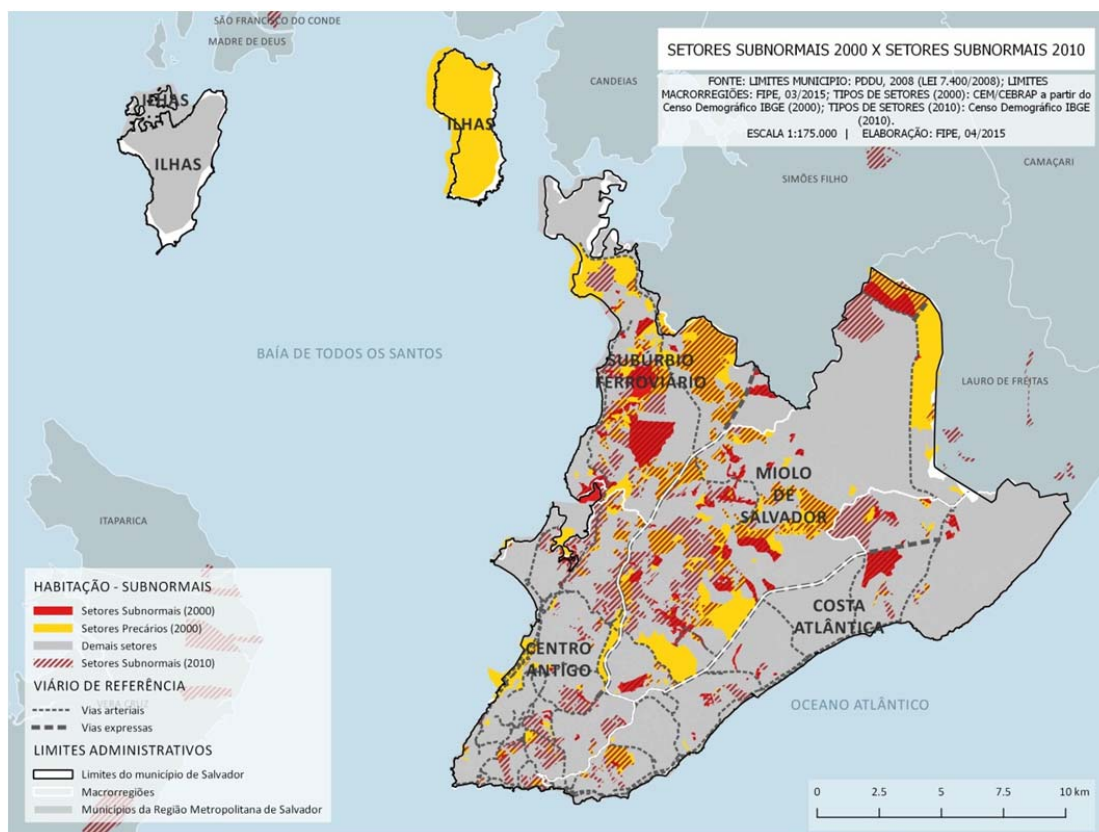 SÃO FRANCISCO DO CONDE
MADRE DE DEUS
SETORES SUBNORMAIS 2000 X SETORES SUBNORMAIS 2010
FONTE: LIMITES MUNICIPIO: PDDU, 2008 (LEI 7.400/2008); LIMITES
MACRORREGIÕES: FIPE, 03/2015; TIPOS DE SETORES (2000): CEM/CEBRAP a partir do
Censo Demográfico IBGE (2000); TIPOS DE SETORES (2010): Censo Demográfico IBGE
(2010).
ESCALA 1:175.000 | ELABORAÇÃO: FIPE, 04/2015
CANDEIAS
ILHAS
ILHAS
ILHAS
CAMAÇARI
SIMÕES FILHO
BAÍA DE TODOS OS SANTOS
SUBÚRBIO
FERROVIÁRIO
LAURO DE FREITAS
MIOLO
DE
SALVADOR
ITAPARICA
COSTA
ATLÂNTICA
CENTRO
ANTIGO
OCEANO ATLÂNTICO
HABITAÇÃO - SUBNORMAIS
Setores Subnormais (2000)
Setores Precários (2000)
Demais setores
Setores Subnormais (2010)
VIÁRIO DE REFERÊNCIA
VERA CRUZ
Vias arteriais
Vias expressas
LIMITES ADMINISTRATIVOS
Limites do município de Salvador
Macrorregiões
Municípios da Região Metropolitana de Salvador
0 2.5 5 7.5 10 km